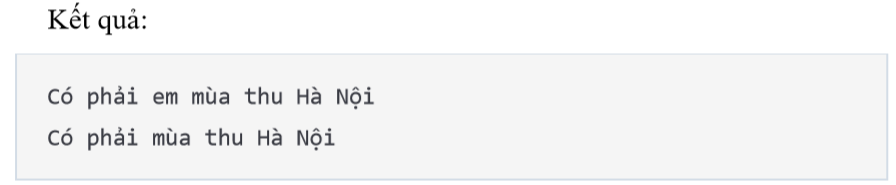 Kết quả:
Có phải em mùa thu Hà Nội
Có phải mùa thu Hà Nội